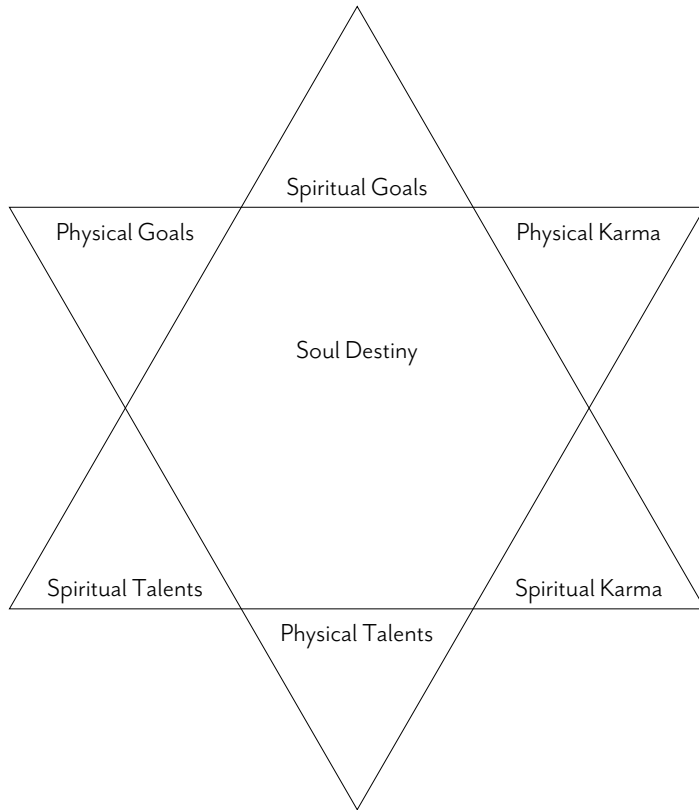 Spiritual Goals
Physical Goals
Physical Karma
Soul Destiny
Spiritual Talents
Spiritual Karma
Physical Talents